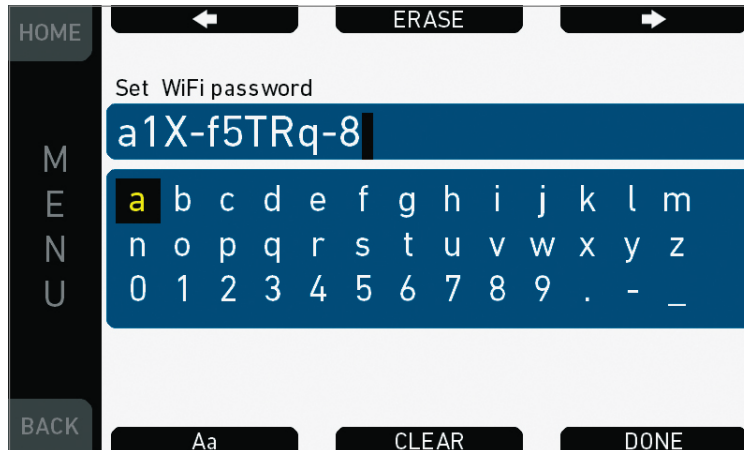 HOME
ERASE
Set WiFi password
a1X-f5TRq-8
MENU
a b c d e f g h i j k l m
n o p q r s t u v w x y z
0 1 2 3 4 5 6 7 8 9 . - _
BACK
Aa
CLEAR
DONE